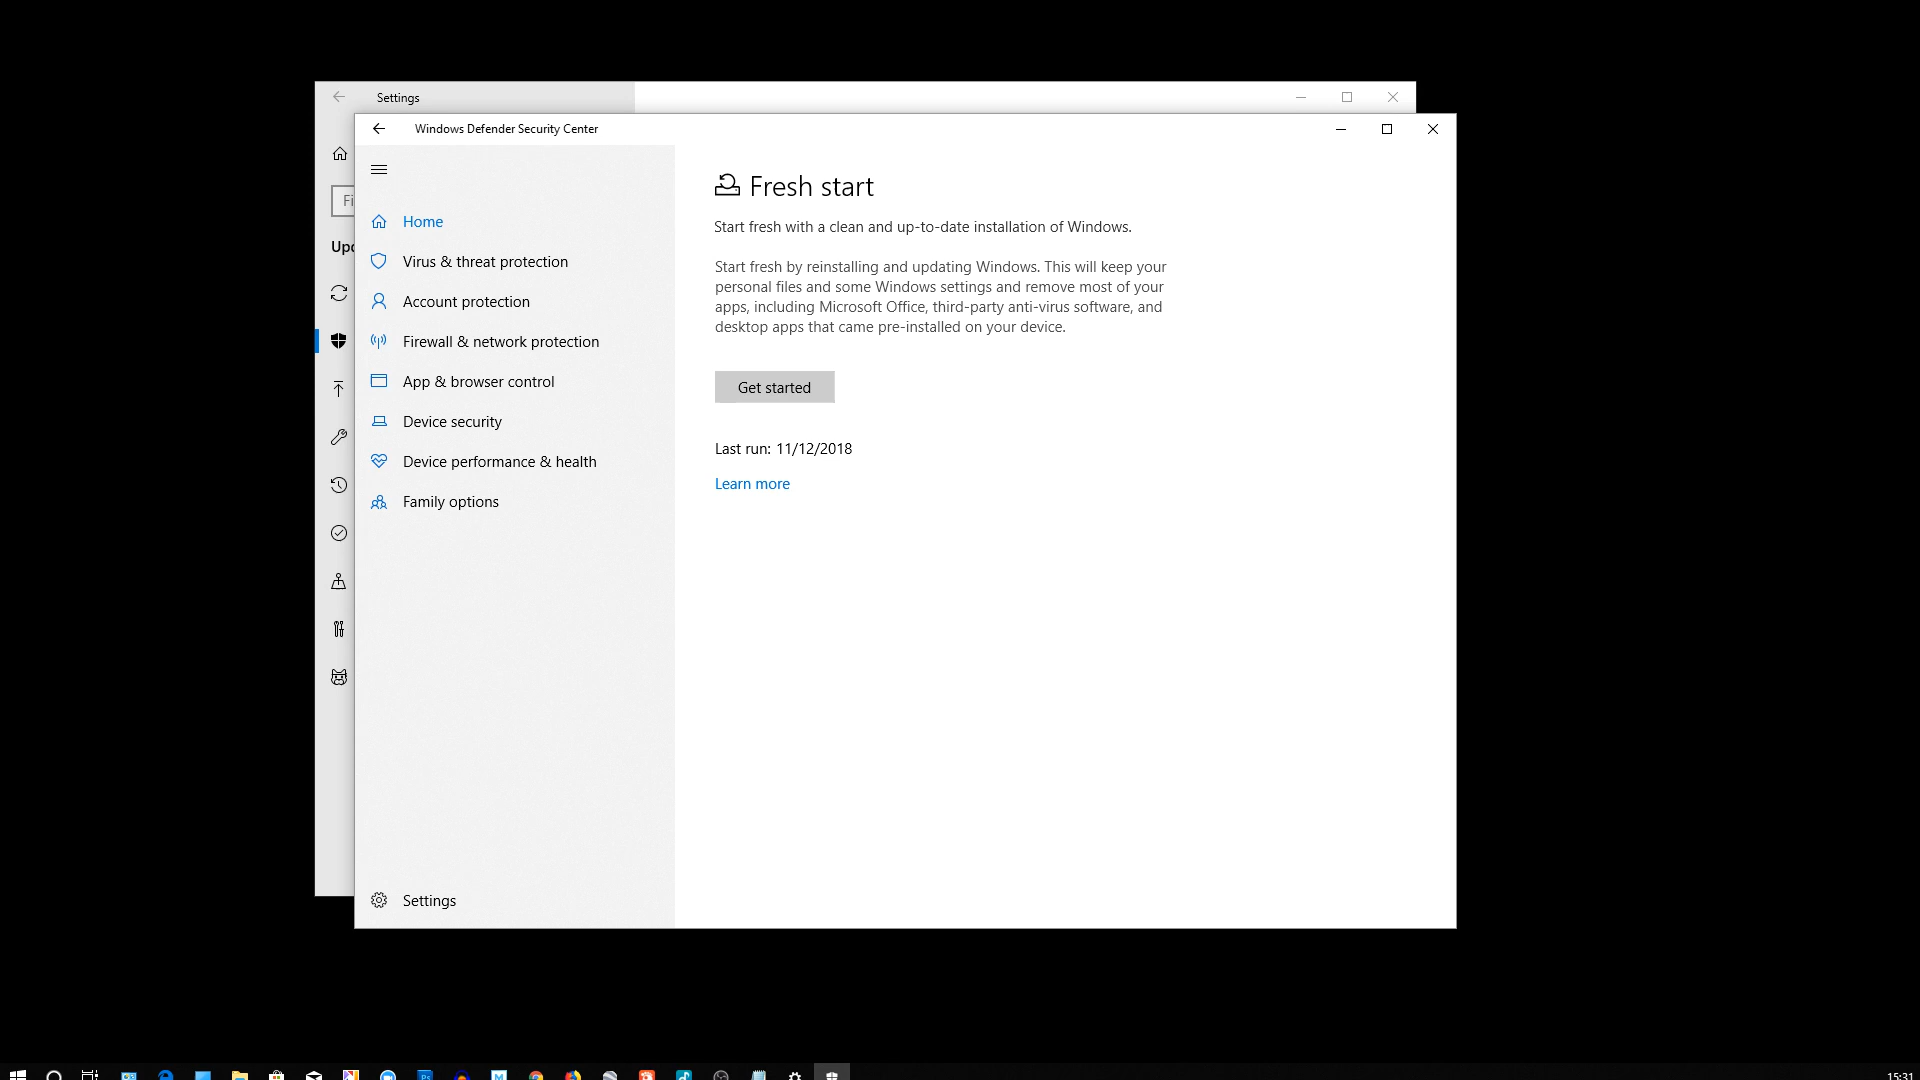 Settings
Windows Defender Security Center
Fi
Upd
Home
Virus & threat protection
Account protection
Firewall & network protection
App & browser control
Device security
Device performance & health
Family options
Settings
Fresh start
Start fresh with a clean and up-to-date installation of Windows.
Start fresh by reinstalling and updating Windows. This will keep your
personal files and some Windows settings and remove most of your
apps, including Microsoft Office, third-party anti-virus software, and
desktop apps that came pre-installed on your device.
Get started
Last run: 11/12/2018
Learn more
15:31